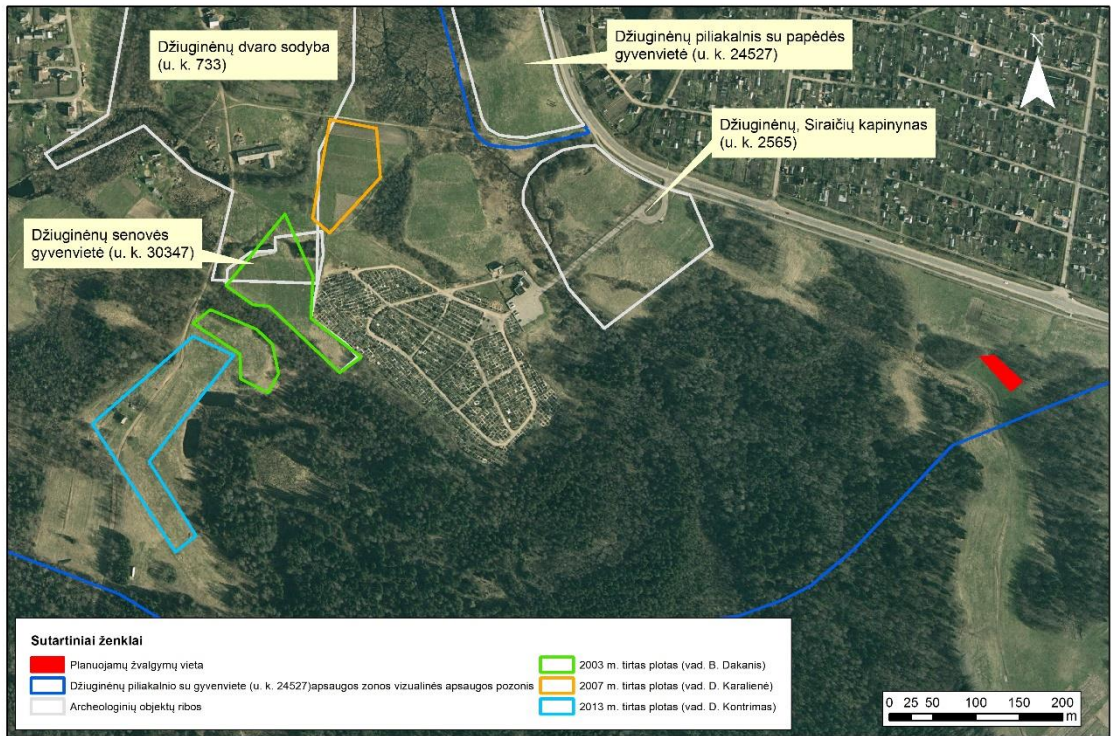 Džiuginėnų dvaro sodyba
(u. k. 733)
Džiuginėnų piliakalnis su papėdės
gyvenvietė (u. k. 24527)
N
Džiuginėnų, Siraičių kapinynas
(u. k. 2565)
Džiuginėnų senovės
gyvenvietė (u. k. 30347)
Sutartiniai ženklai
Planuojamų žvalgymų vieta
Džiuginėnų piliakalnio su gyvenviete (u. k. 24527)apsaugos zonos vizualinės apsaugos pozonis
Archeologinių objektų ribos
2003 m. tirtas plotas (vad. B. Dakanis)
2007 m. tirtas plotas (vad. D. Karalienė)
2013 m. tirtas plotas (vad. D. Kontrimas)
0 25 50 100 150 200
m